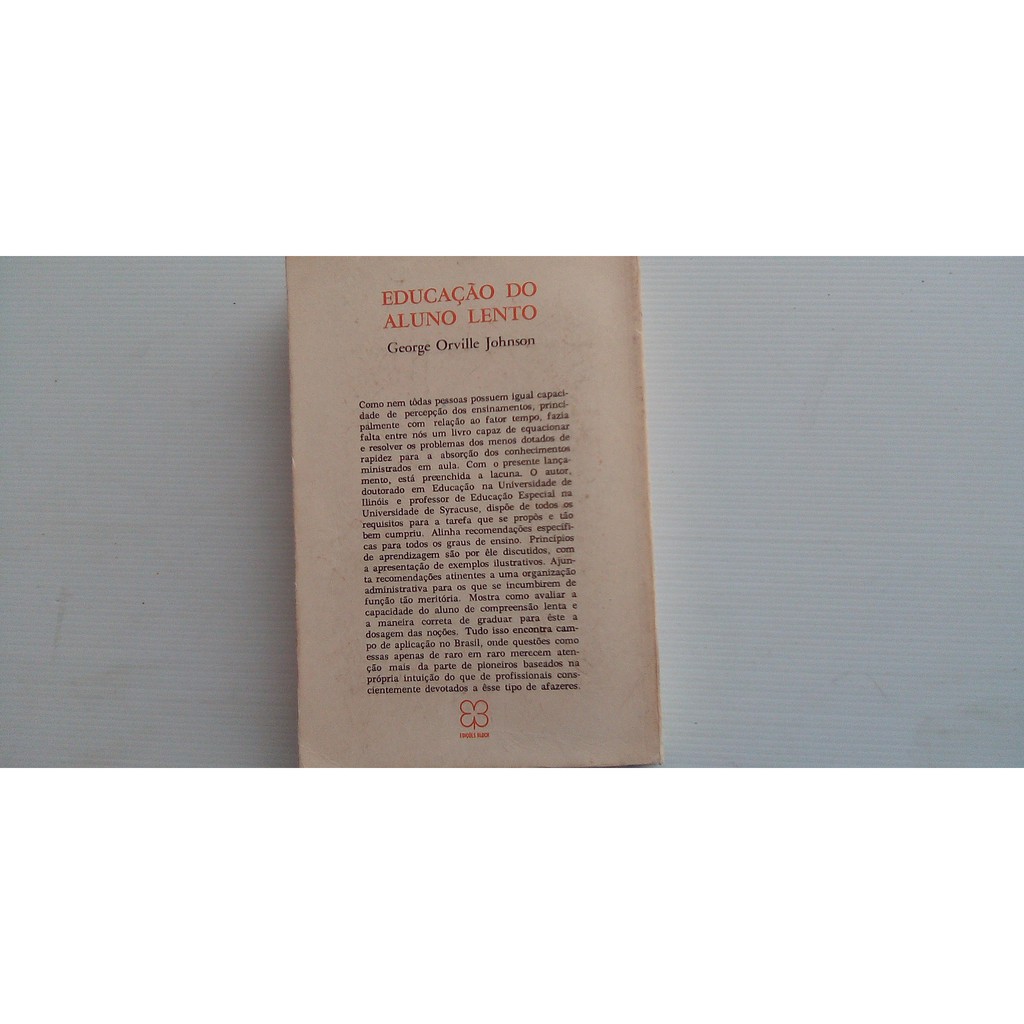 EDUCAÇÃO DO
ALUNO LENTO
George Orville Johnson
Como nem tôdas pessoas possuem igual capaci-
dade de percepção dos ensinamentos, princi-
palmente com relação ao fator tempo, fazia
falta entre nós um livro capaz de equacionar
e resolver os problemas dos menos dotados de
rapidez para a absorção dos conhecimentos
ministrados em aula. Com o presente lança-
mento, está preenchida a lacuna. O autor,
doutorado em Educação na Universidade de
Ilinóis e professor de Educação Especial na
Universidade de Syracuse, dispõe de todos os
requisitos para a tarefa que se propôs e tão
bem cumpriu. Alinha recomendações específi-
cas para todos os graus de ensino. Princípios
de aprendizagem são por êle discutidos, com
a apresentação de exemplos ilustrativos. Ajun-
ta recomendações atinentes a uma organização
administrativa para os que se incumbirem de
função tão meritória. Mostra como avaliar a
capacidade do aluno de compreensão lenta e
a maneira correta de graduar para êste a
dosagem das noções. Tudo isso encontra cam-
po de aplicação no Brasil, onde questões como
essas apenas de raro em raro merecem aten-
ção mais da parte de pioneiros baseados na
própria intuição do que de profissionais cons-
cientemente devotados a êsse tipo de afazeres.
EDIÇÕES BLOCH